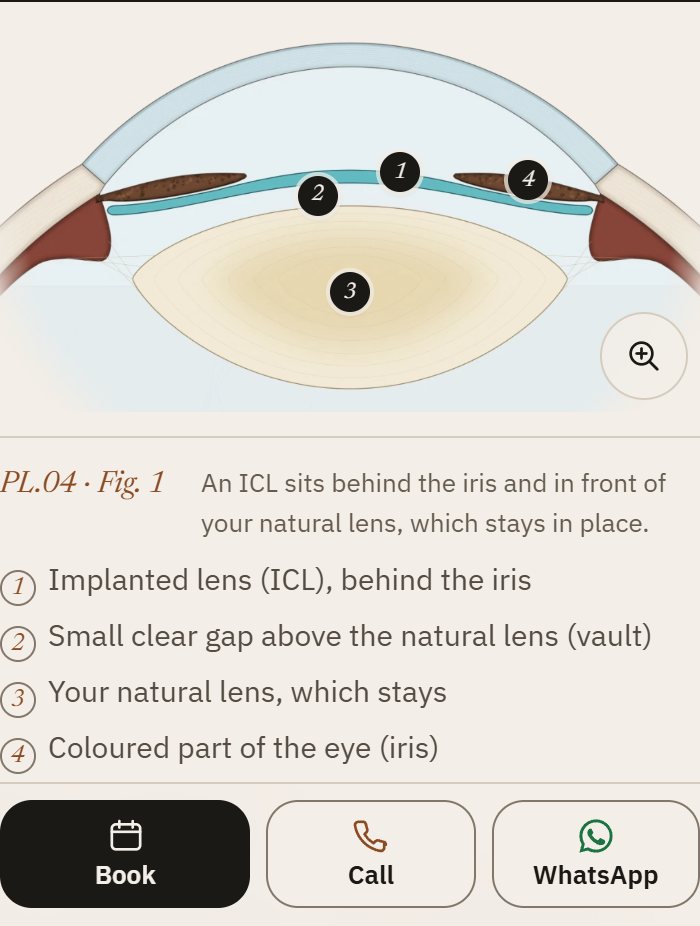 1
2
4
3
PL.04 · Fig. 1
An ICL sits behind the iris and in front of
your natural lens, which stays in place.
1 Implanted lens (ICL), behind the iris
2 Small clear gap above the natural lens (vault)
3 Your natural lens, which stays
4 Coloured part of the eye (iris)
Book
Call
WhatsApp